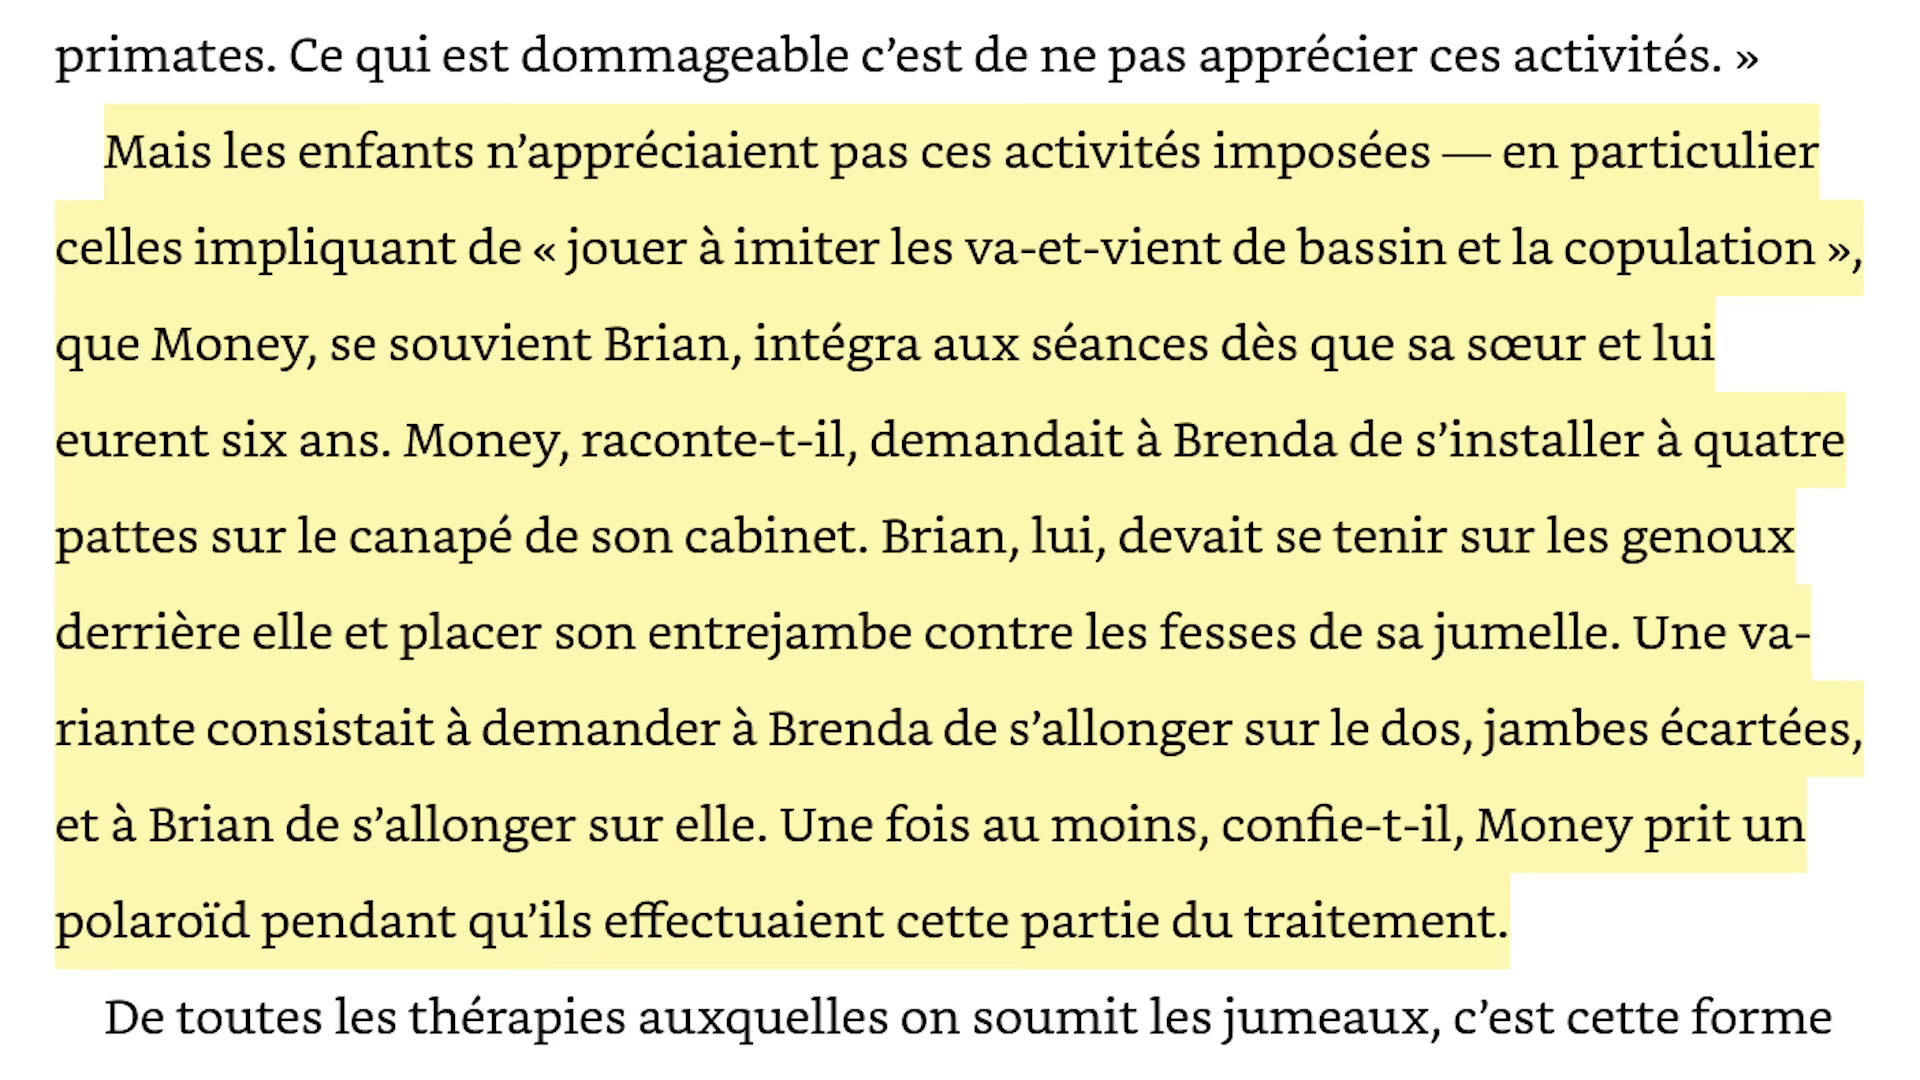 primates. Ce qui est dommageable c’est de ne pas apprécier ces activités. »
Mais les enfants n’appréciaient pas ces activités imposées — en particulier
celles impliquant de « jouer à imiter les va-et-vient de bassin et la copulation »,
que Money, se souvient Brian, intégra aux séances dès que sa sœur et lui
eurent six ans. Money, raconte-t-il, demandait à Brenda de s’installer à quatre
pattes sur le canapé de son cabinet. Brian, lui, devait se tenir sur les genoux
derrière elle et placer son entrejambe contre les fesses de sa jumelle. Une va-
riante consistait à demander à Brenda de s’allonger sur le dos, jambes écartées,
et à Brian de s’allonger sur elle. Une fois au moins, confie-t-il, Money prit un
polaroïd pendant qu’ils effectuaient cette partie du traitement.
De toutes les thérapies auxquelles on soumit les jumeaux, c’est cette forme